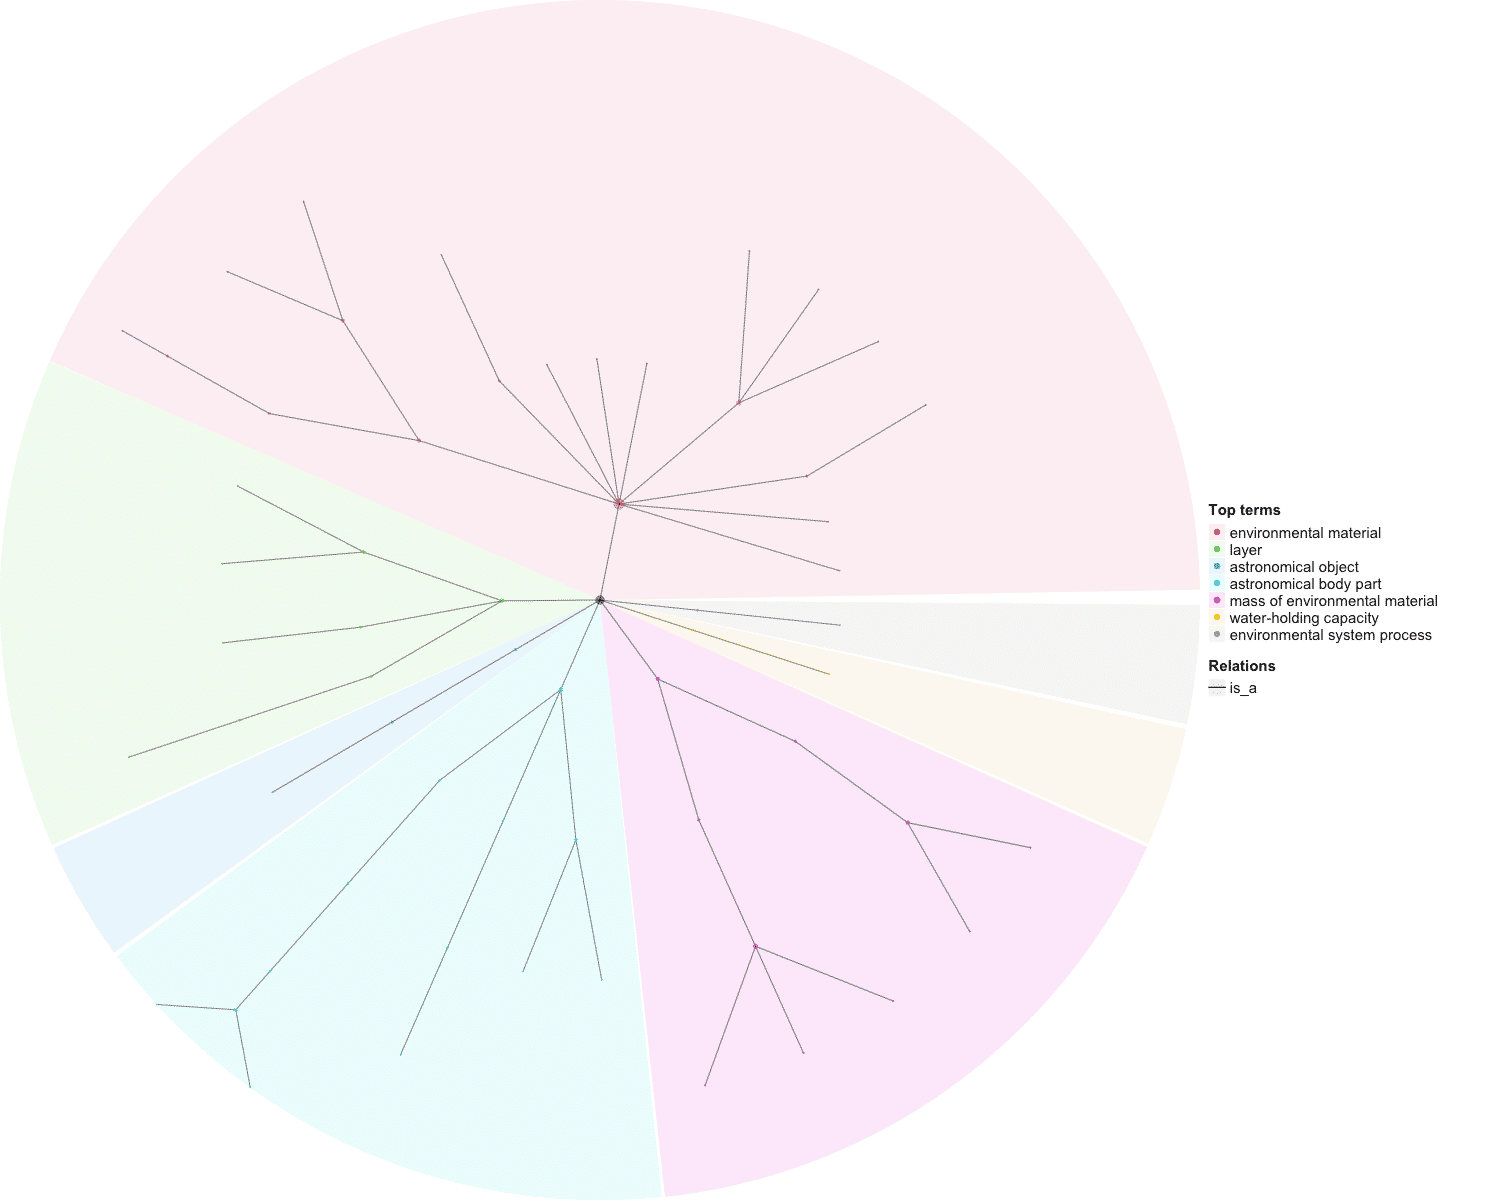 Top terms
environmental material
layer
astronomical object
astronomical body part
mass of environmental material
water-holding capacity
environmental system process
Relations
is_a